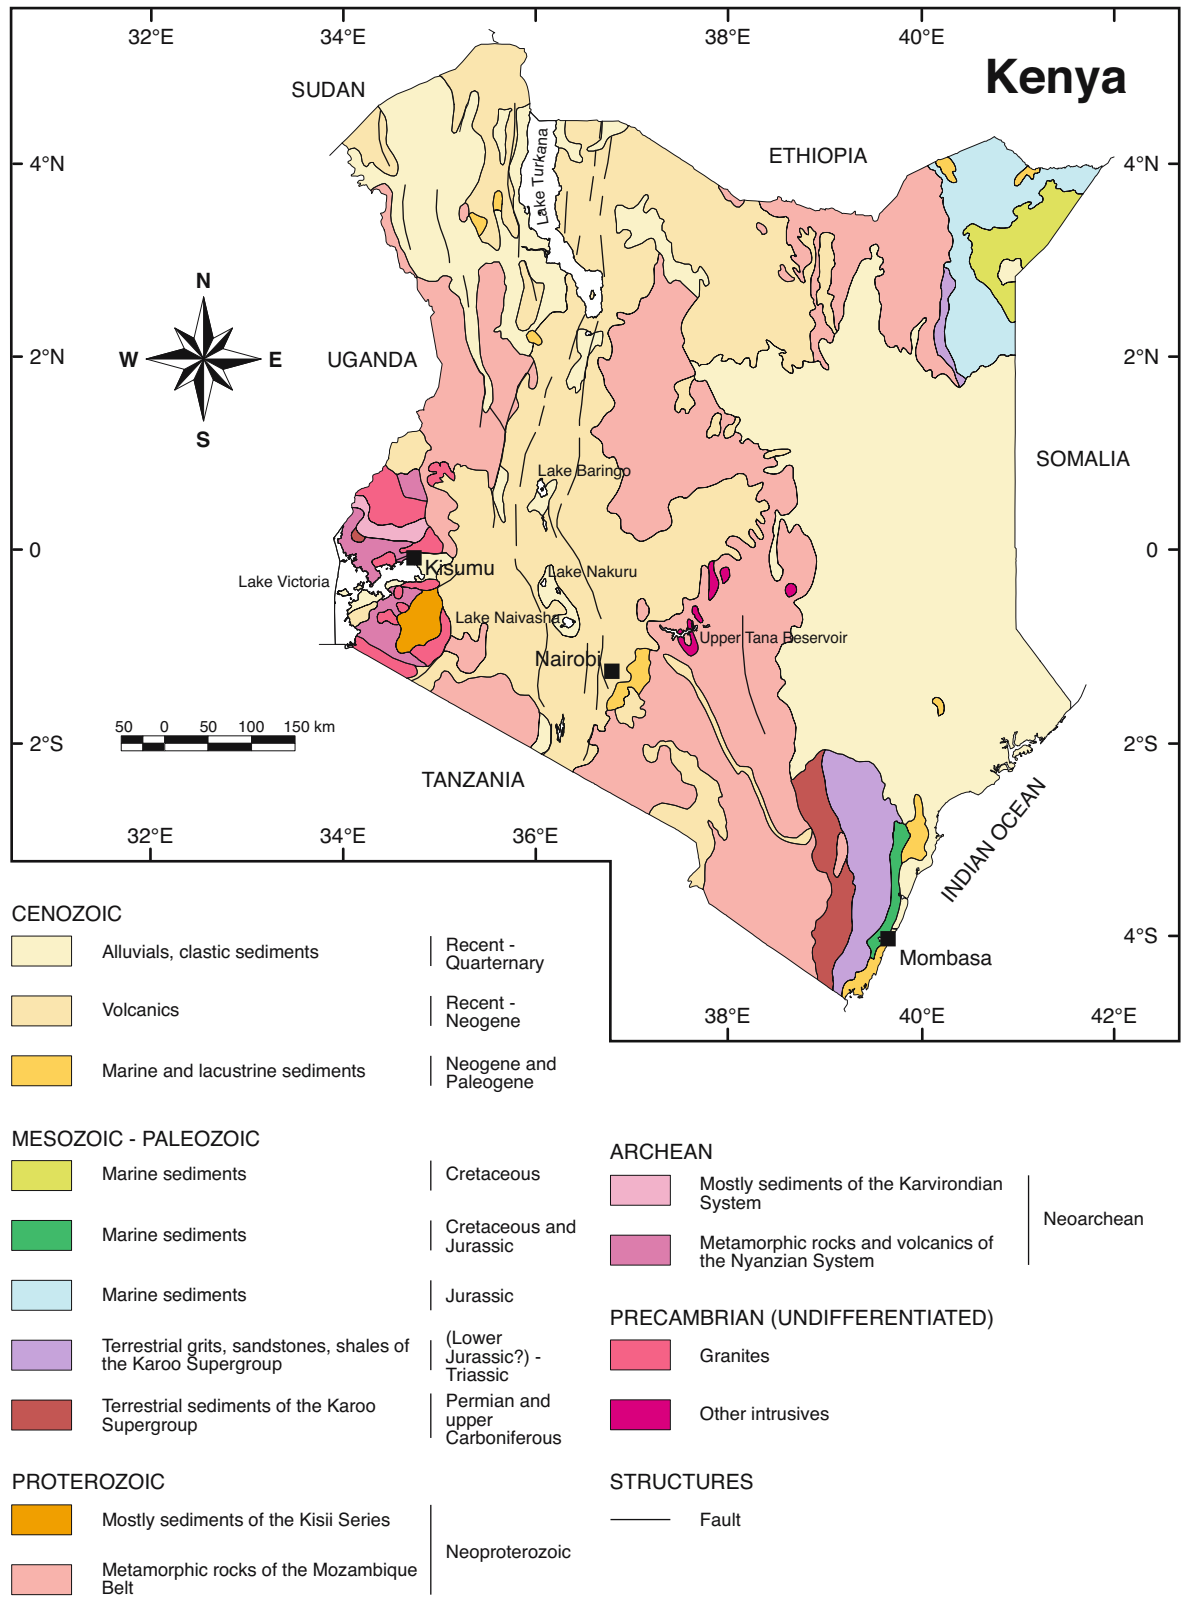 32°E 34°E 38°E 40°E
Kenya
SUDAN
ETHIOPIA
Lake Turkana
4°N 4°N
N
W E
S
UGANDA
2°N 2°N
SOMALIA
Lake Baringo
0 0
Kisumu
Lake Nakuru
Lake Victoria
Lake Naivasha
Upper Tana Reservoir
Nairobi
50 0 50 100 150 km
2°S 2°S
TANZANIA
INDIAN OCEAN
32°E 34°E 36°E
4°S
Mombasa
38°E 40°E 42°E
CENOZOIC
Alluvials, clastic sediments
Recent -
Quarternary
Volcanics
Recent -
Neogene
Marine and lacustrine sediments
Neogene and
Paleogene
MESOZOIC - PALEOZOIC
Marine sediments
Cretaceous
Marine sediments
Cretaceous and
Jurassic
Marine sediments
Jurassic
Terrestrial grits, sandstones, shales of
the Karoo Supergroup
(Lower
Jurassic?) -
Triassic
Terrestrial sediments of the Karoo
Supergroup
Permian and
upper
Carboniferous
PROTEROZOIC
Mostly sediments of the Kisii Series
Metamorphic rocks of the Mozambique
Belt
Neoproterozoic
ARCHEAN
Mostly sediments of the Karvirondian
System
Metamorphic rocks and volcanics of
the Nyanzian System
Neoarchean
PRECAMBRIAN (UNDIFFERENTIATED)
Granites
Other intrusives
STRUCTURES
Fault